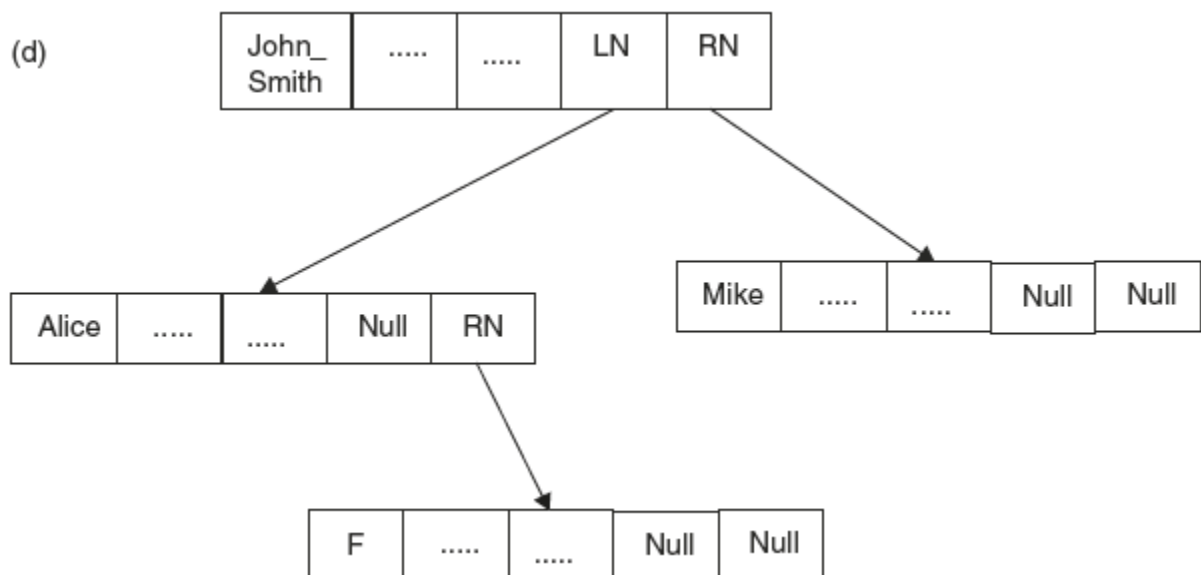 (d)
John_
Smith
.....
.....
LN
RN
Alice
.....
.....
Null
RN
Mike
.....
.....
Null
Null
F
.....
.....
Null
Null